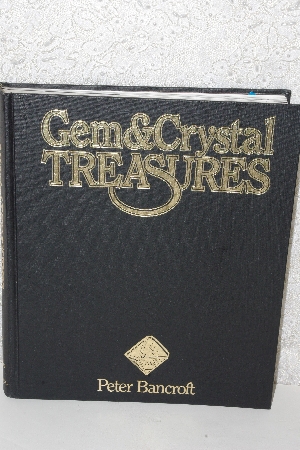 Gem&Crystal
TREASURES
Peter Bancroft